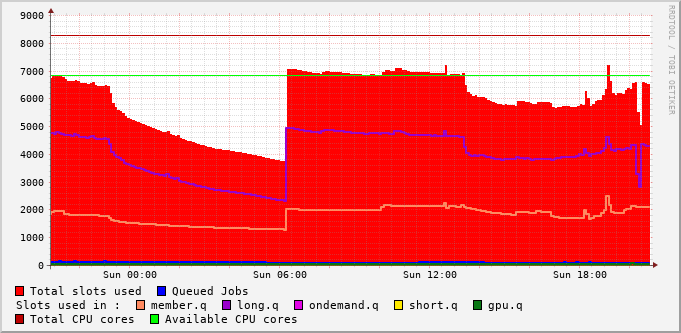 RRDTOOL / TOBI OETIKER
9000
8000
7000
6000
5000
4000
3000
2000
1000
0
Sun 00:00 Sun 06:00 Sun 12:00 Sun 18:00
Total slots used Queued Jobs
Slots used in : member.q long.q ondemand.q short.q gpu.q
Total CPU cores Available CPU cores